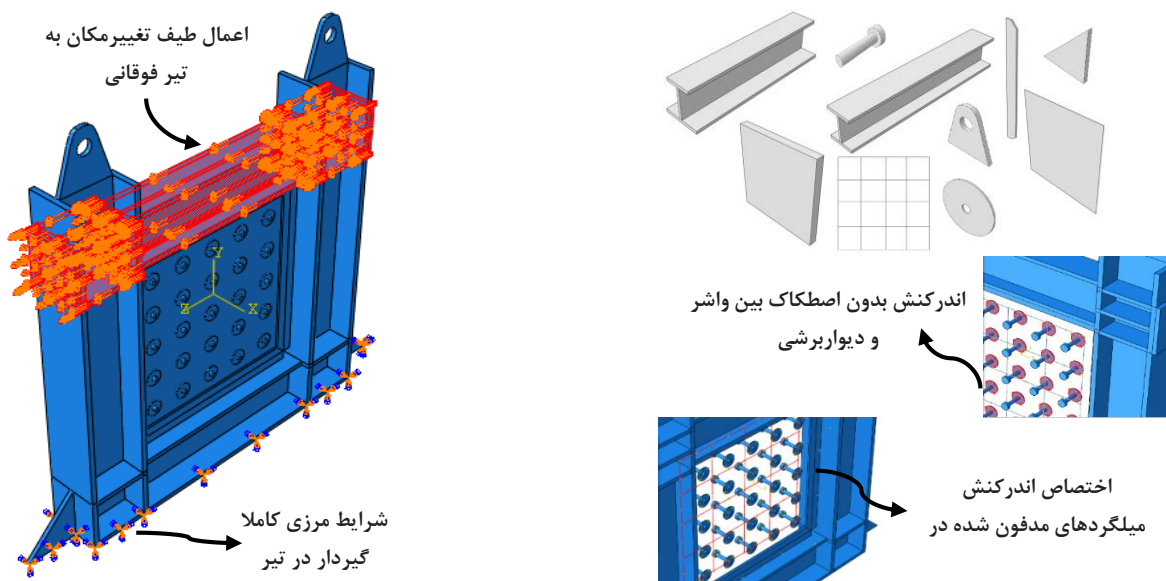 اعمال طیف تغییرمکان به
تیر فوقانی
Y
Z
X
شرایط مرزی کاملا
گیردار در تیر
اندرکنش بدون اصطکاک بین واشر
و دیواربرشی
اختصاص اندرکنش
میلگردهای مدفون شده در